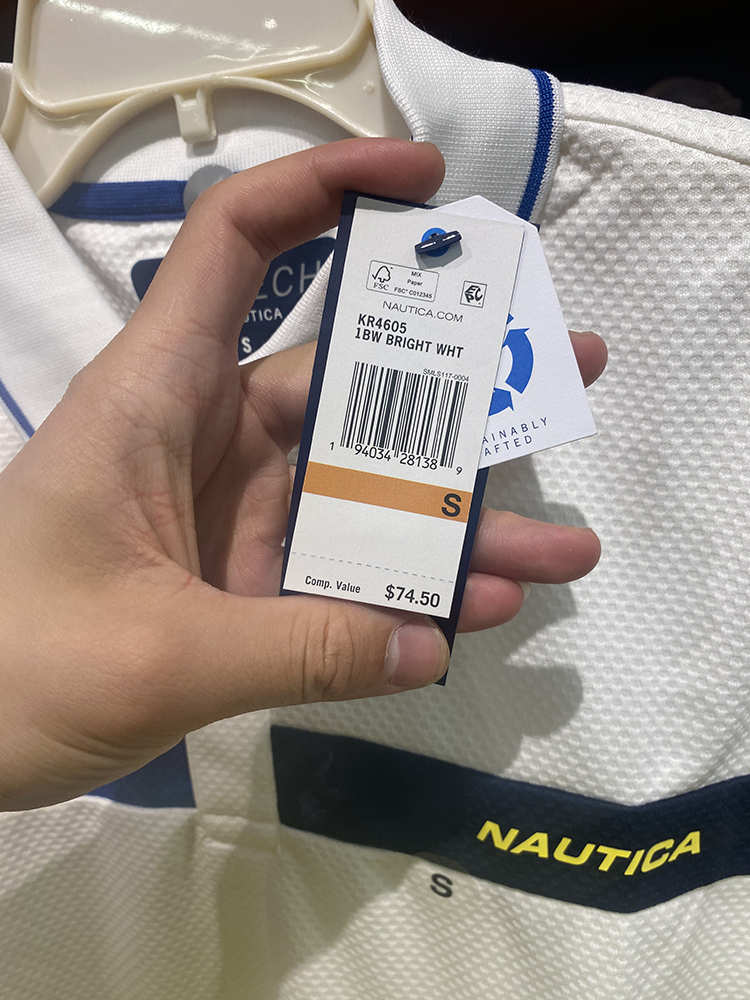 MIX
Paper
FSC
FSC® C012345
NAUTICA.COM
KR4605
1BW BRIGHT WHT
SMLS117-0004
1 94034 28138 9
S
Comp. Value $74.50
S
NAUTICA
S